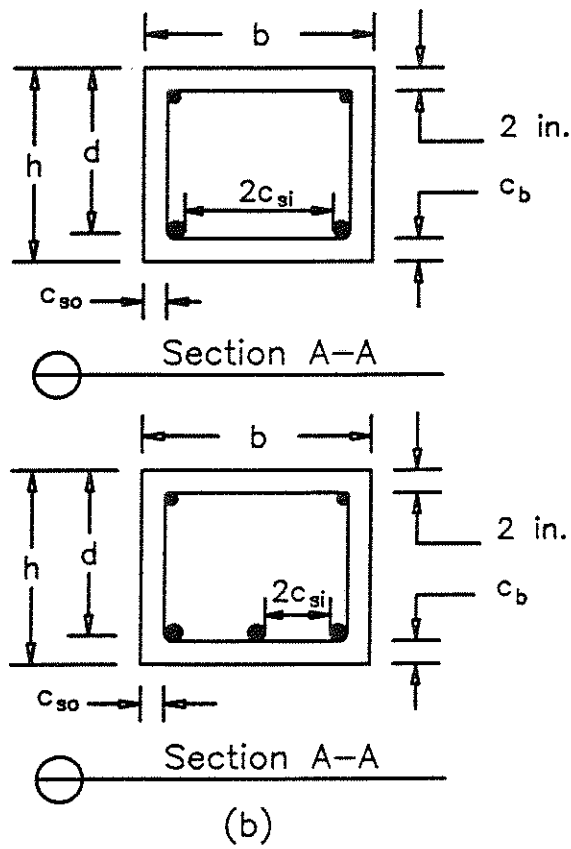 b
h
d
2 in.
2c_si
c_b
c_so
Section A-A
b
h
d
2 in.
2c_si
c_b
c_so
Section A-A
(b)